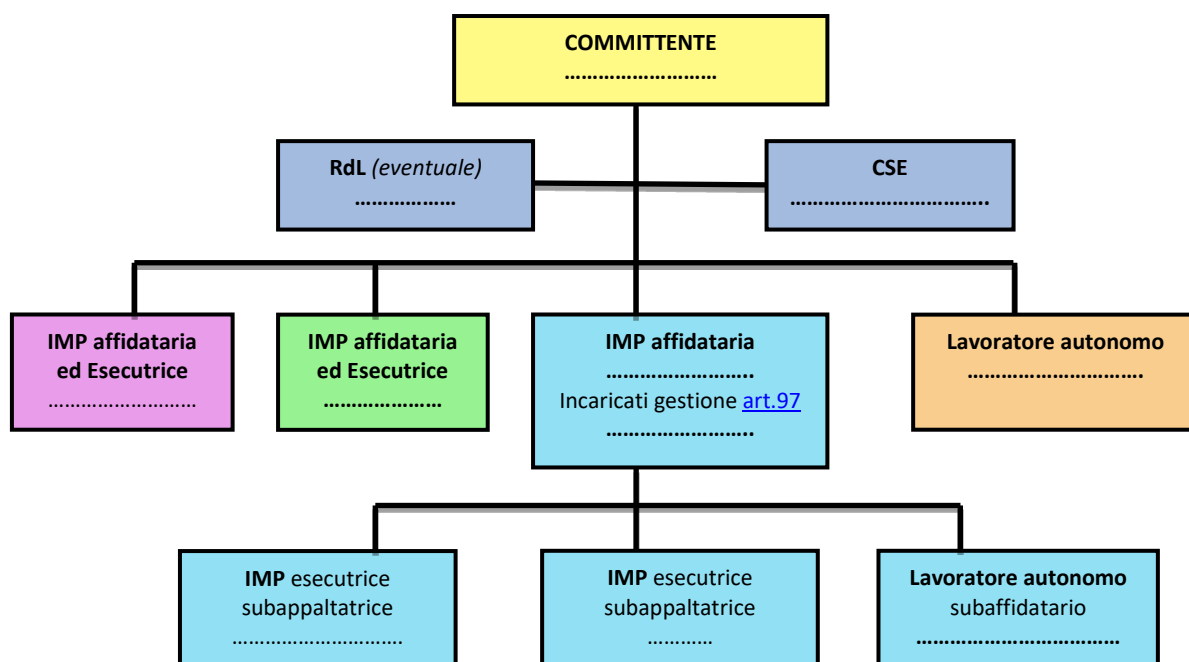 COMMITTENTE
………………………
RdL (eventuale)
………………
CSE
……………………………..
IMP affidataria
ed Esecutrice
………………………
IMP affidataria
ed Esecutrice
…………………
IMP affidataria
……………………..
Incaricati gestione art.97
……………………..
Lavoratore autonomo
……………………….
IMP esecutrice
subappaltatrice
………………………….
IMP esecutrice
subappaltatrice
…………
Lavoratore autonomo
subaffidatario
………………………………